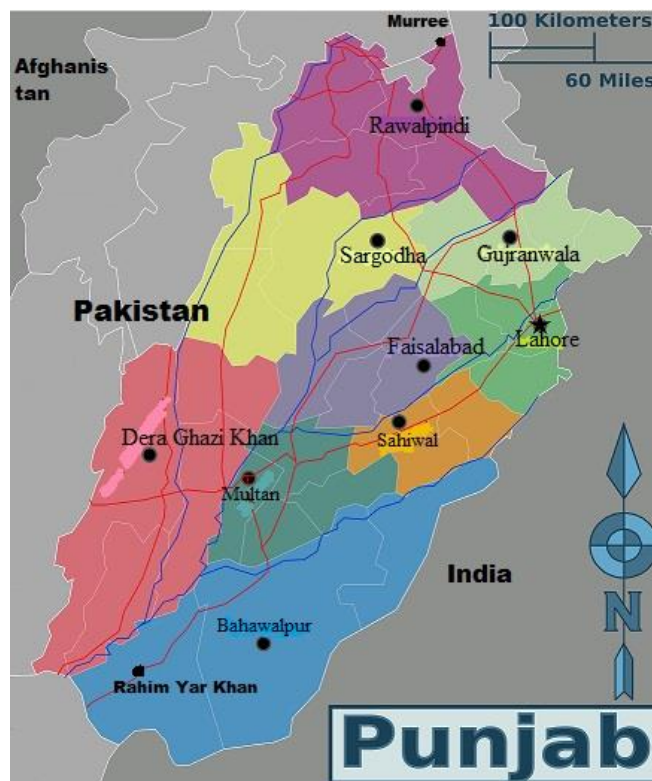 Murree
100 Kilometers
Afghanis
tan
60 Miles
Rawalpindi
Sargodha
Gujranwala
Pakistan
Lahore
Faisalabad
Dera Ghazi Khan
Sahiwal
Multan
India
N
Bahawalpur
Rahim Yar Khan
Punjab